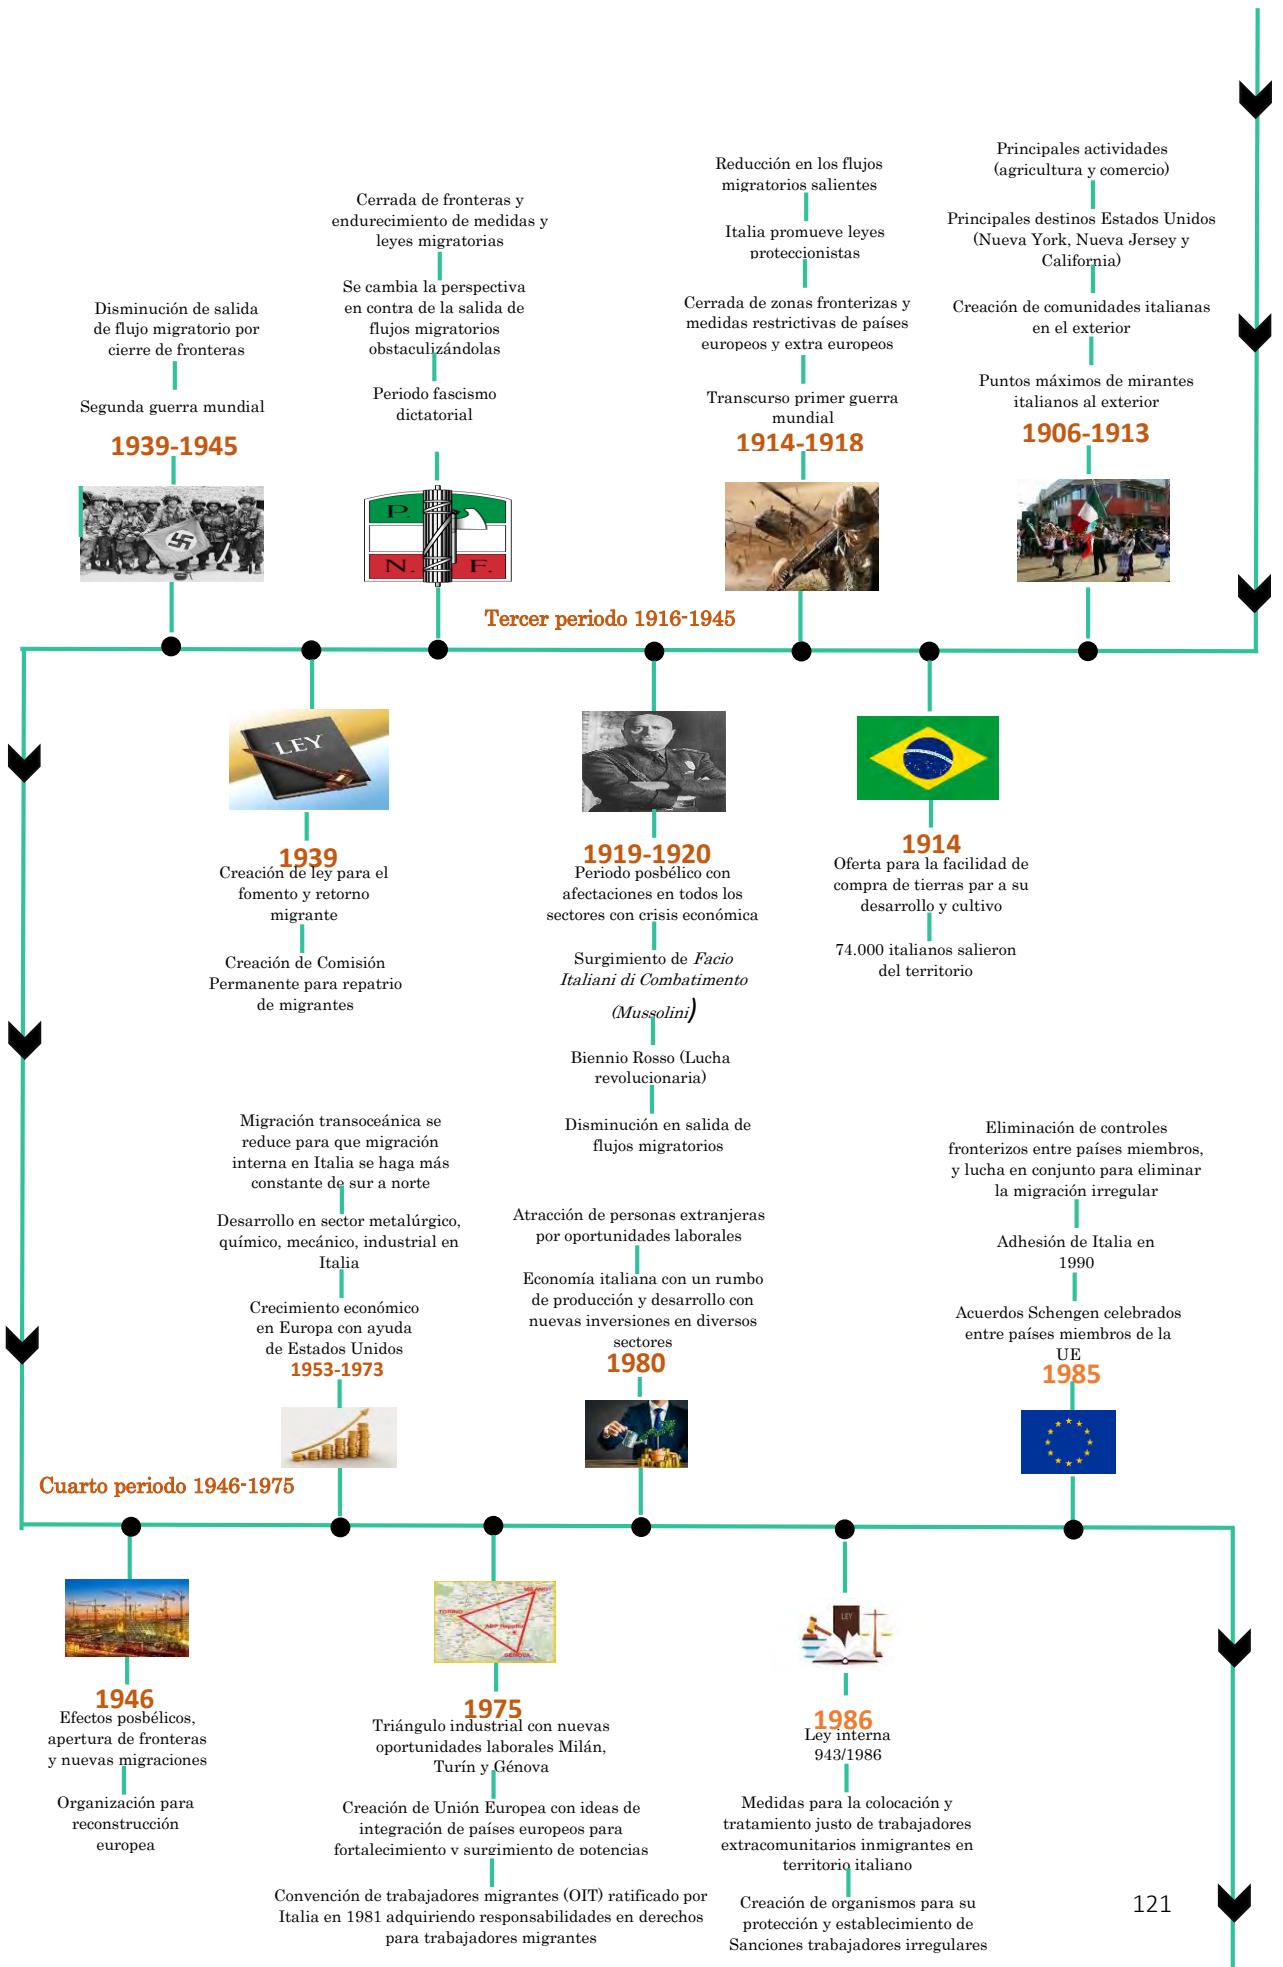 Principales actividades
(agricultura y comercio)
Principales destinos Estados Unidos
(Nueva York, Nueva Jersey y
California)
Creación de comunidades italianas
en el exterior
Puntos máximos de mirantes
italianos al exterior
1906-1913
Reducción en los flujos
migratorios salientes
Italia promueve leyes
proteccionistas
Cerrada de zonas fronterizas y
medidas restrictivas de países
europeos y extra europeos
Transcurso primer guerra
mundial
1914-1918
Cerrada de fronteras y
endurecimiento de medidas y
leyes migratorias
Se cambia la perspectiva
en contra de la salida de
flujos migratorios
obstaculizándolas
Periodo fascismo
dictatorial
P.
N. F.
Disminución de salida
de flujo migratorio por
cierre de fronteras
Segunda guerra mundial
1939-1945
Tercer periodo 1916-1945
LEY
1939
Creación de ley para el
fomento y retorno
migrante
Creación de Comisión
Permanente para repatrio
de migrantes
1919-1920
Periodo posbélico con
afectaciones en todos los
sectores con crisis económica
Surgimiento de Facio
Italiani di Combatimento
(Mussolini)
Biennio Rosso (Lucha
revolucionaria)
Disminución en salida de
flujos migratorios
1914
Oferta para la facilidad de
compra de tierras par a su
desarrollo y cultivo
74.000 italianos salieron
del territorio
Migración transoceánica se
reduce para que migración
interna en Italia se haga más
constante de sur a norte
Desarrollo en sector metalúrgico,
químico, mecánico, industrial en
Italia
Crecimiento económico
en Europa con ayuda
de Estados Unidos
1953-1973
Atracción de personas extranjeras
por oportunidades laborales
Economía italiana con un rumbo
de producción y desarrollo con
nuevas inversiones en diversos
sectores
1980
Eliminación de controles
fronterizos entre países miembros,
y lucha en conjunto para eliminar
la migración irregular
Adhesión de Italia en
1990
Acuerdos Schengen celebrados
entre países miembros de la
UE
1985
Cuarto periodo 1946-1975
1946
Efectos posbélicos,
apertura de fronteras
y nuevas migraciones
Organización para
reconstrucción
europea
MILANO
TORINO
GENOVA
1975
Triángulo industrial con nuevas
oportunidades laborales Milán,
Turín y Génova
Creación de Unión Europea con ideas de
integración de países europeos para
fortalecimiento y surgimiento de potencias
Convención de trabajadores migrantes (OIT) ratificado por
Italia en 1981 adquiriendo responsabilidades en derechos
para trabajadores migrantes
LEY
1986
Ley interna
943/1986
Medidas para la colocación y
tratamiento justo de trabajadores
extracomunitarios inmigrantes en
territorio italiano
Creación de organismos para su
protección y establecimiento de
Sanciones trabajadores irregulares
121